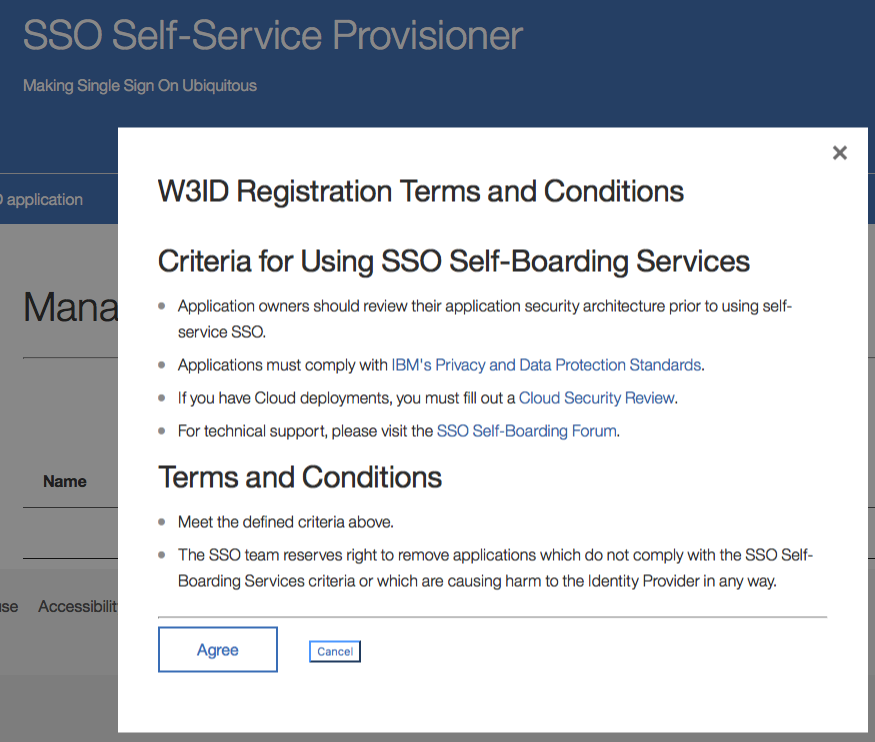 SSO Self-Service Provisioner
Making Single Sign On Ubiquitous
application
W3ID Registration Terms and Conditions
Criteria for Using SSO Self-Boarding Services
Application owners should review their application security architecture prior to using self-
service SSO.
Applications must comply with IBM's Privacy and Data Protection Standards.
If you have Cloud deployments, you must fill out a Cloud Security Review.
For technical support, please visit the SSO Self-Boarding Forum.
Mana
Name
Terms and Conditions
Meet the defined criteria above.
The SSO team reserves right to remove applications which do not comply with the SSO Self-
Boarding Services criteria or which are causing harm to the Identity Provider in any way.
Accessibilit
Agree
Cancel